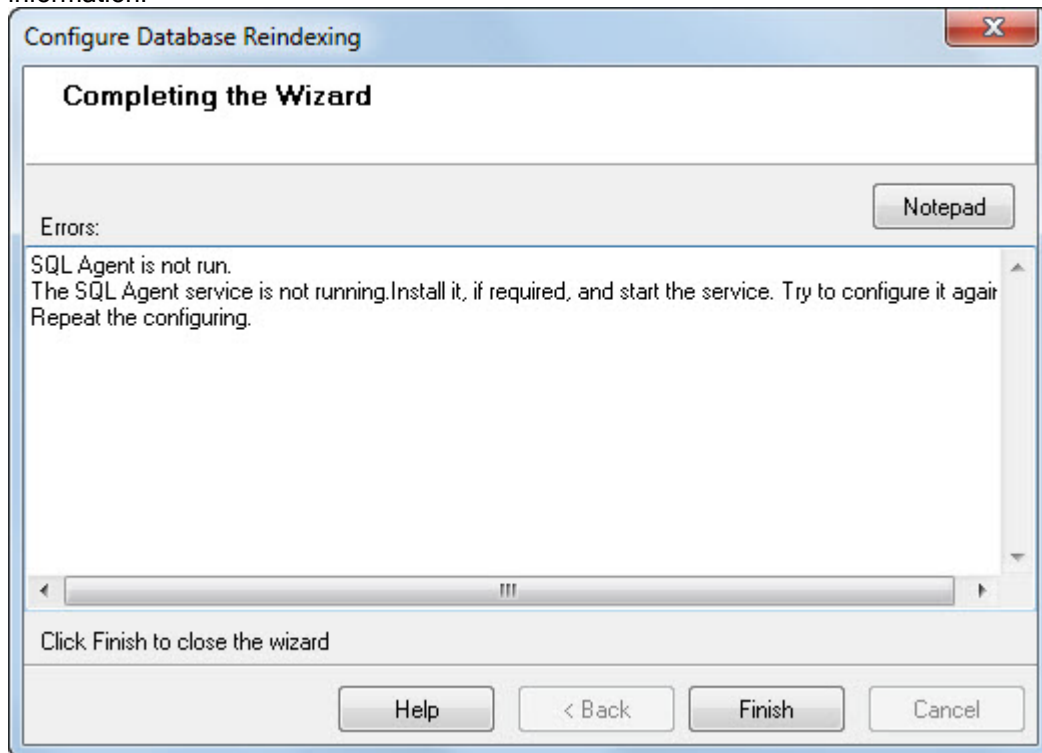 information.
Configure Database Reindexing
Completing the Wizard
Notepad
Errors:
SQL Agent is not run.
The SQL Agent service is not running.Install it, if required, and start the service. Try to configure it again
Repeat the configuring.
Click Finish to close the wizard
Help
< Back
Finish
Cancel